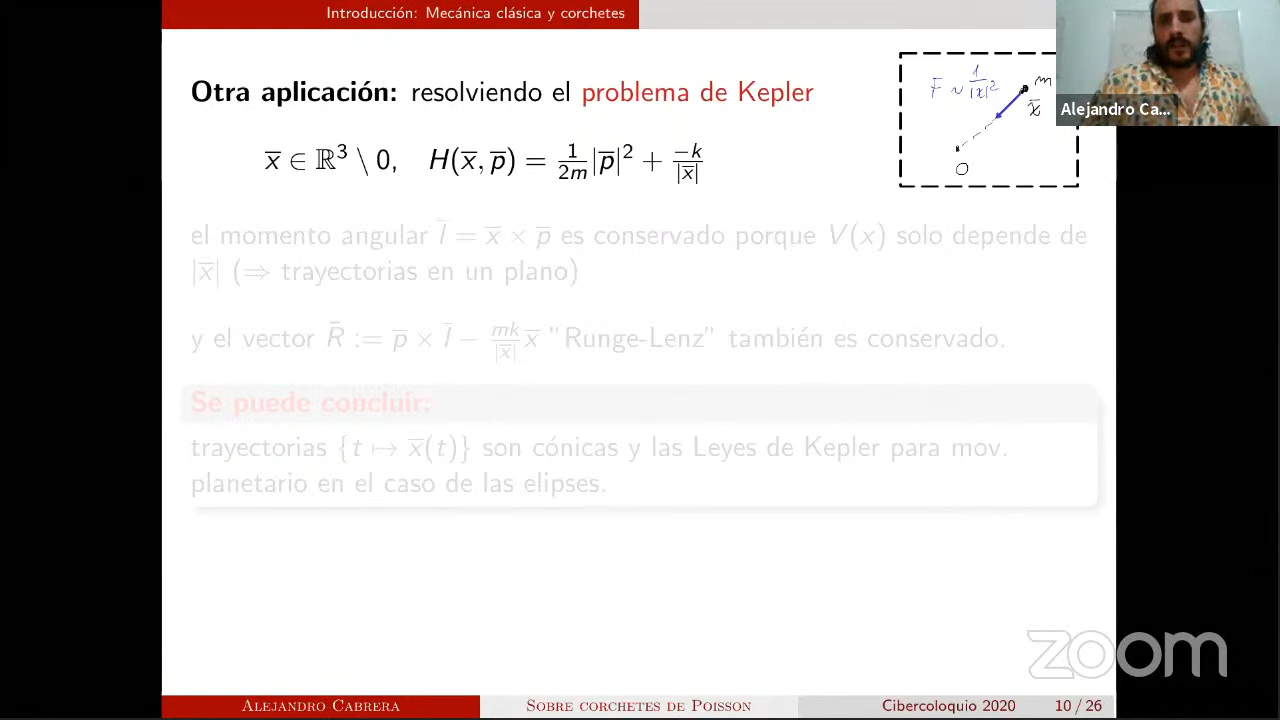 Introducción: Mecánica clásica y corchetes
Otra aplicación: resolviendo el problema de Kepler
x̅ ∈ ℝ³ \ 0, H(x̅, p̅) = 1/2m |p̅|² + -k/|x̅|
F ~ 1/|x̅|²
m
x̅
O
Alejandro Ca...
el momento angular l̅ = x̅ × p̅ es conservado porque V(x) solo depende de
|x̅| (⇒ trayectorias en un plano)
y el vector R̅ := p̅ × l̅ − mk/|x̅| x̅ "Runge-Lenz" también es conservado.
Se puede concluir:
trayectorias {t ↦ x̅(t)} son cónicas y las Leyes de Kepler para mov.
planetario en el caso de las elipses.
zoom
Alejandro Cabrera Sobre corchetes de Poisson Cibercoloquio 2020 10 / 26